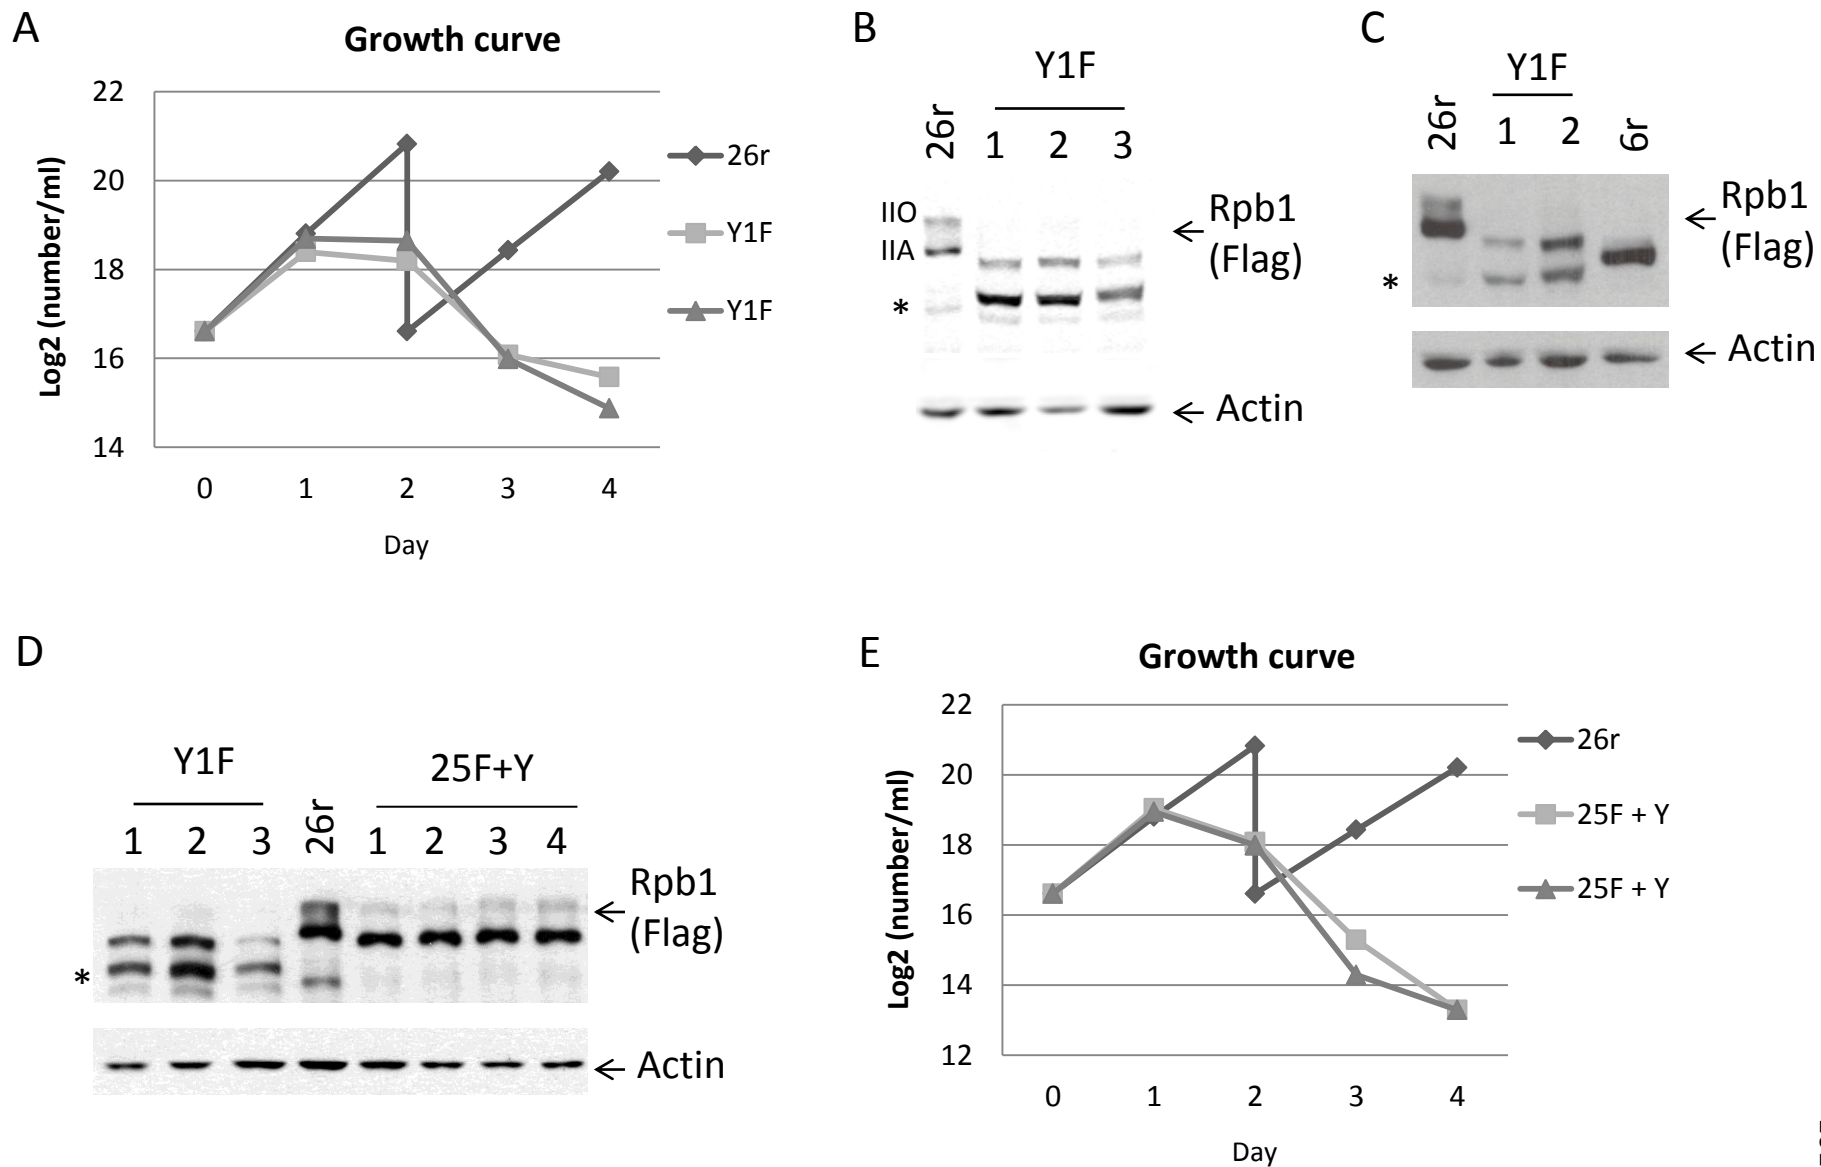 A
Growth curve
22
20
18
16
14
Log2 (number/ml)
0 1 2 3 4
Day
26r
Y1F
Y1F
B
Y1F
26r 1 2 3
IIO
IIA
*
Rpb1
(Flag)
Actin
C
Y1F
26r 1 2 6r
*
Rpb1
(Flag)
Actin
D
Y1F 25F+Y
1 2 3 26r 1 2 3 4
*
Rpb1
(Flag)
Actin
E
Growth curve
22
20
18
16
14
12
Log2 (number/ml)
0 1 2 3 4
Day
26r
25F + Y
25F + Y